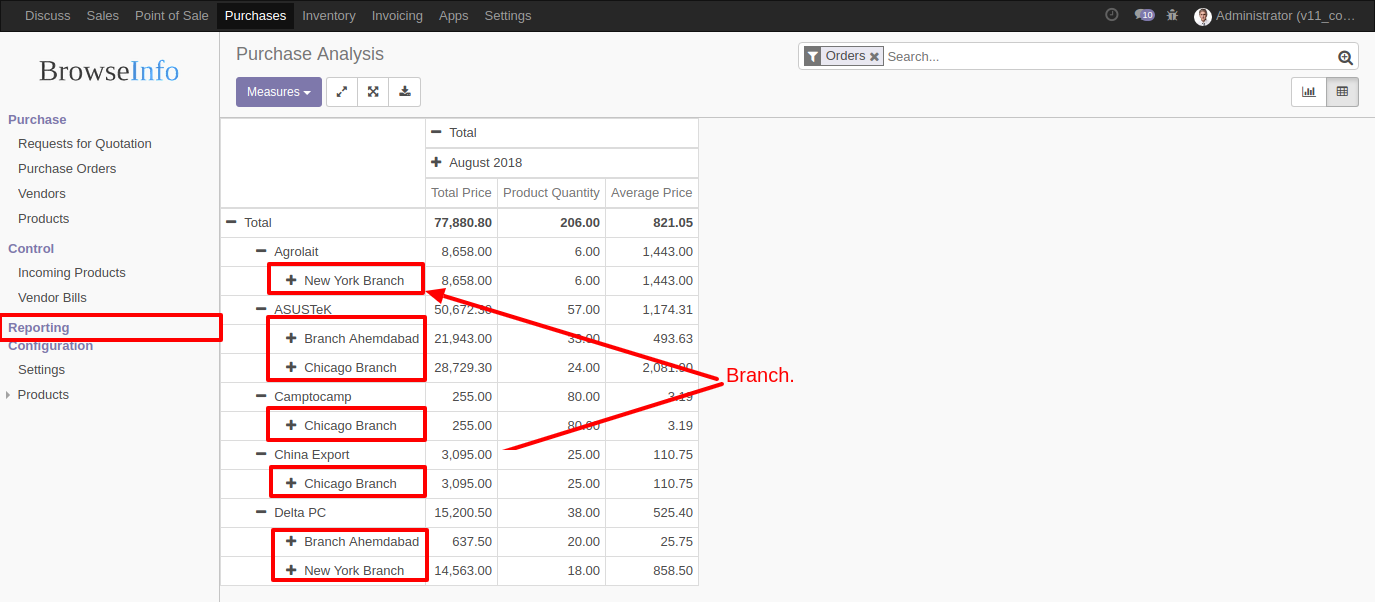 Discuss Sales Point of Sale Purchases Inventory Invoicing Apps Settings 10 Administrator (v11_co…
BrowseInfo
Purchase
Requests for Quotation
Purchase Orders
Vendors
Products
Control
Incoming Products
Vendor Bills
Reporting
Configuration
Settings
Products
Purchase Analysis
Orders Search...
Measures
Total
August 2018
Total Price Product Quantity Average Price
Total 77,880.80 206.00 821.05
Agrolait 8,658.00 6.00 1,443.00
New York Branch 8,658.00 6.00 1,443.00
ASUSTeK 50,672.30 57.00 1,174.31
Branch Ahemdabad 21,943.00 33.00 493.63
Chicago Branch 28,729.30 24.00 2,081.00
Camptocamp 255.00 80.00 3.19
Chicago Branch 255.00 80.00 3.19
China Export 3,095.00 25.00 110.75
Chicago Branch 3,095.00 25.00 110.75
Delta PC 15,200.50 38.00 525.40
Branch Ahemdabad 637.50 20.00 25.75
New York Branch 14,563.00 18.00 858.50
Branch.